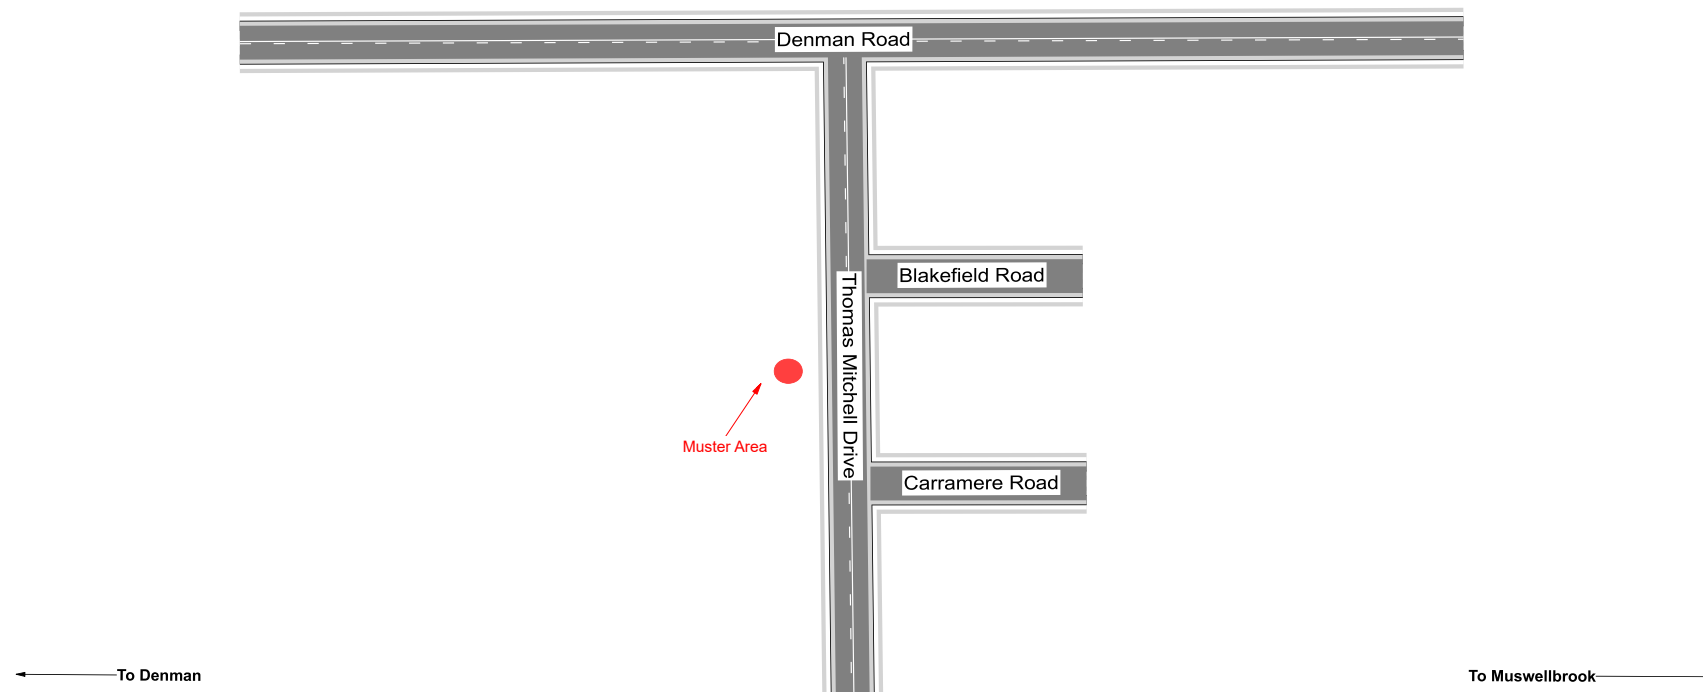 Denman Road
Blakefield Road
Thomas Mitchell Drive
Muster Area
Carramere Road
To Denman
To Muswellbrook